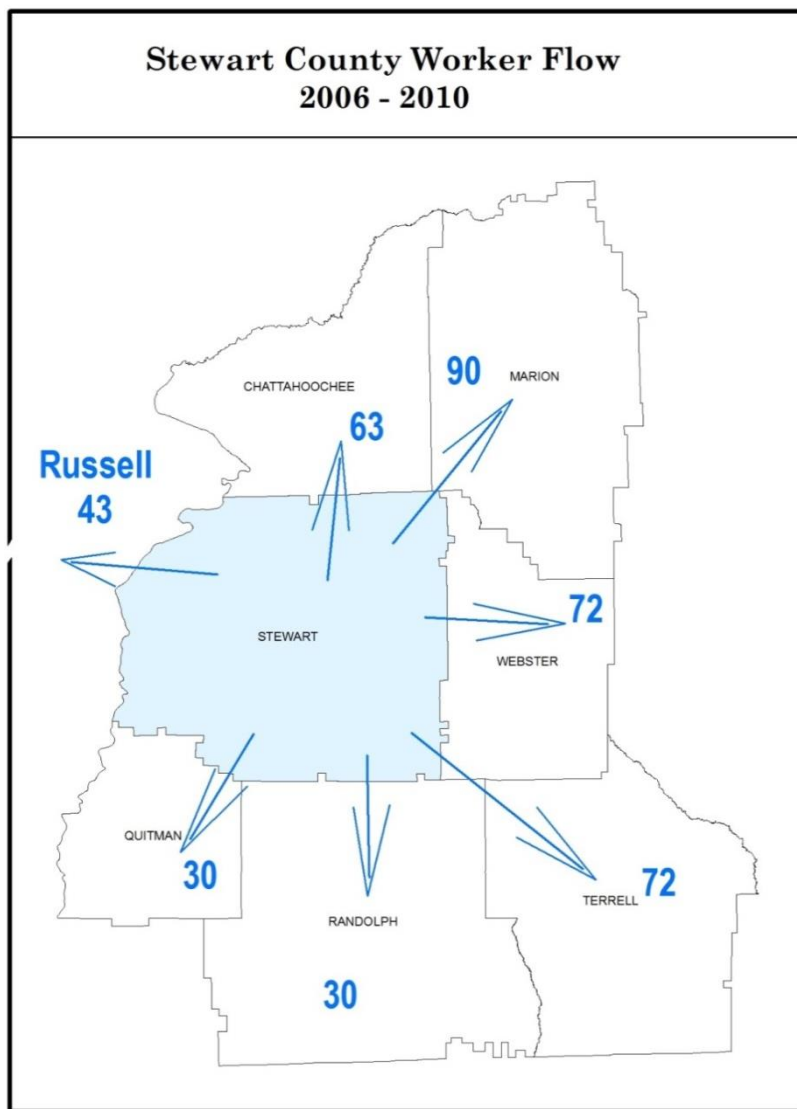 Stewart County Worker Flow
2006 - 2010
CHATTAHOOCHEE
90
MARION
63
Russell
43
72
STEWART
WEBSTER
QUITMAN
30
72
TERRELL
RANDOLPH
30